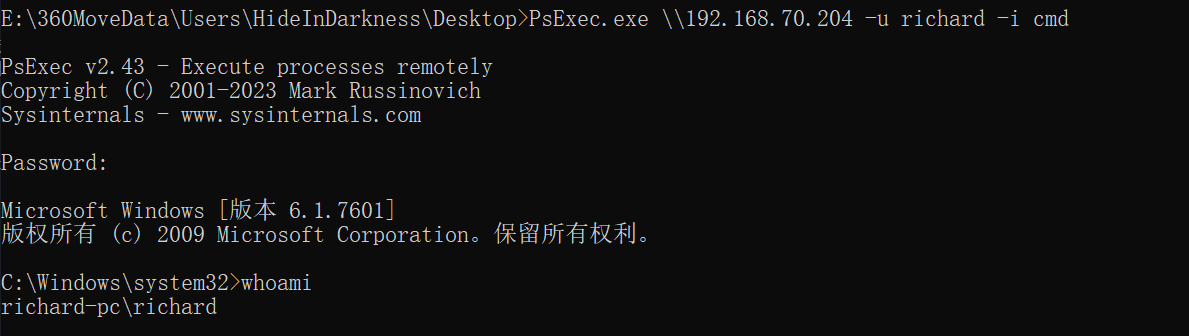 E:\360MoveData\Users\HideInDarkness\Desktop>PsExec.exe \\192.168.70.204 -u richard -i cmd
PsExec v2.43 - Execute processes remotely
Copyright (C) 2001-2023 Mark Russinovich
Sysinternals - www.sysinternals.com
Password:
Microsoft Windows [版本 6.1.7601]
版权所有 (c) 2009 Microsoft Corporation。保留所有权利。
C:\Windows\system32>whoami
richard-pc\richard